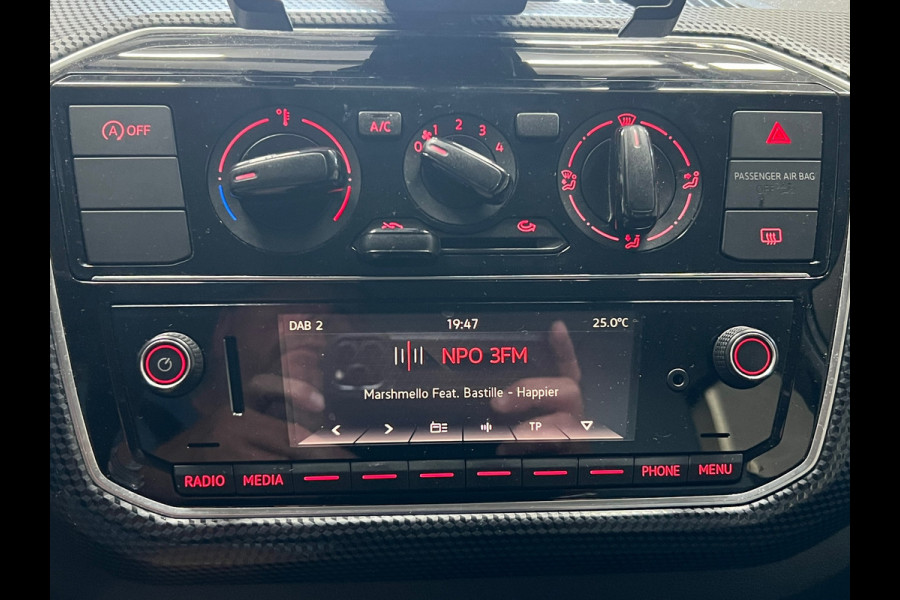 A OFF
A/C
0 1 2 3 4
PASSENGER AIR BAG
DAB 2 19:47 25.0°C
NPO 3FM
Marshmello Feat. Bastille - Happier
TP
RADIO MEDIA PHONE MENU